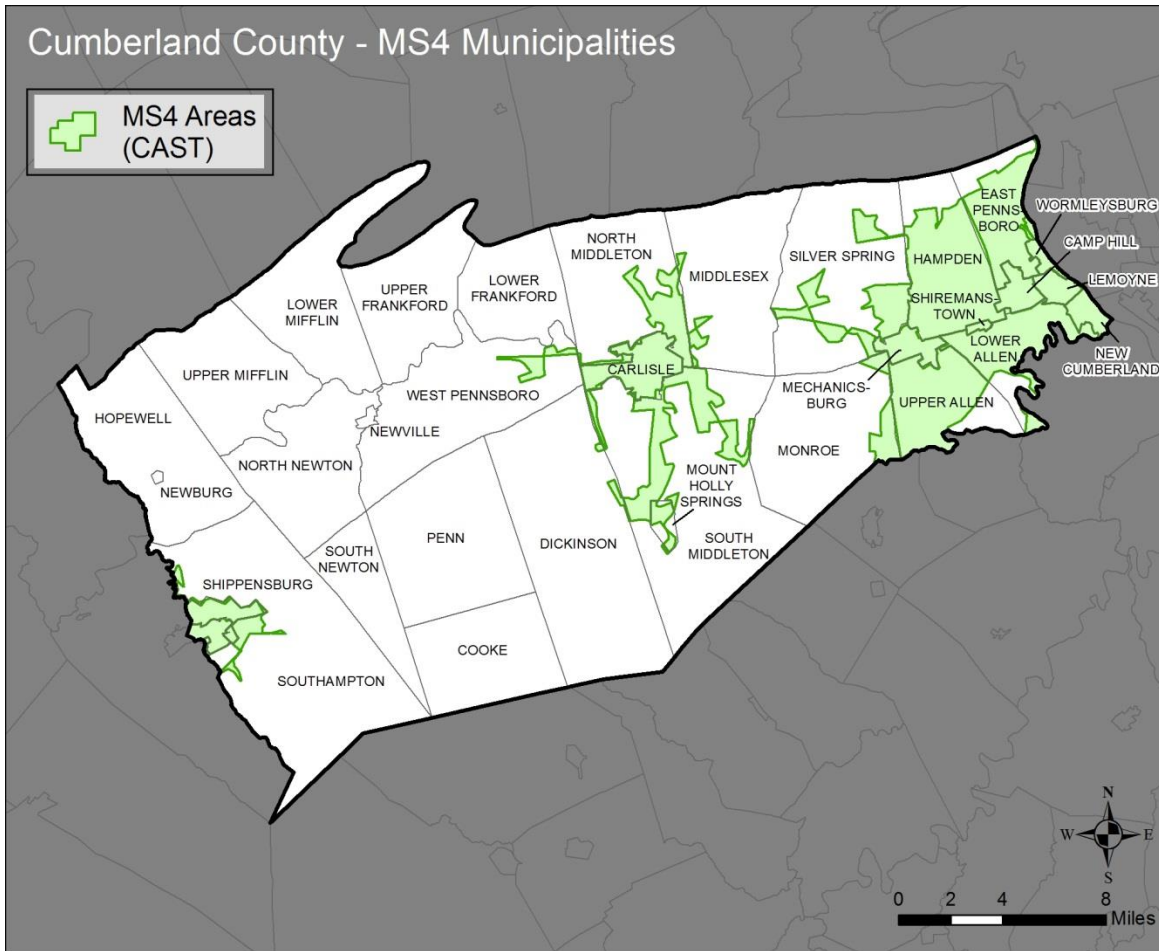 Cumberland County - MS4 Municipalities
MS4 Areas
(CAST)
EAST
PENNS-
BORO
WORMLEYSBURG
CAMP HILL
LEMOYNE
NORTH
MIDDLETON
MIDDLESEX
SILVER SPRING
HAMPDEN
LOWER
FRANKFORD
UPPER
FRANKFORD
LOWER
MIFFLIN
SHIREMANS-
TOWN
LOWER
ALLEN
NEW
CUMBERLAND
UPPER MIFFLIN
WEST PENNSBORO
CARLISLE
MECHANICS-
BURG
UPPER ALLEN
HOPEWELL
NEWVILLE
NORTH NEWTON
MONROE
NEWBURG
MOUNT
HOLLY
SPRINGS
SOUTH
NEWTON
PENN
DICKINSON
SOUTH
MIDDLETON
SHIPPENSBURG
COOKE
SOUTHAMPTON
N
W
E
S
0 2 4 8
Miles